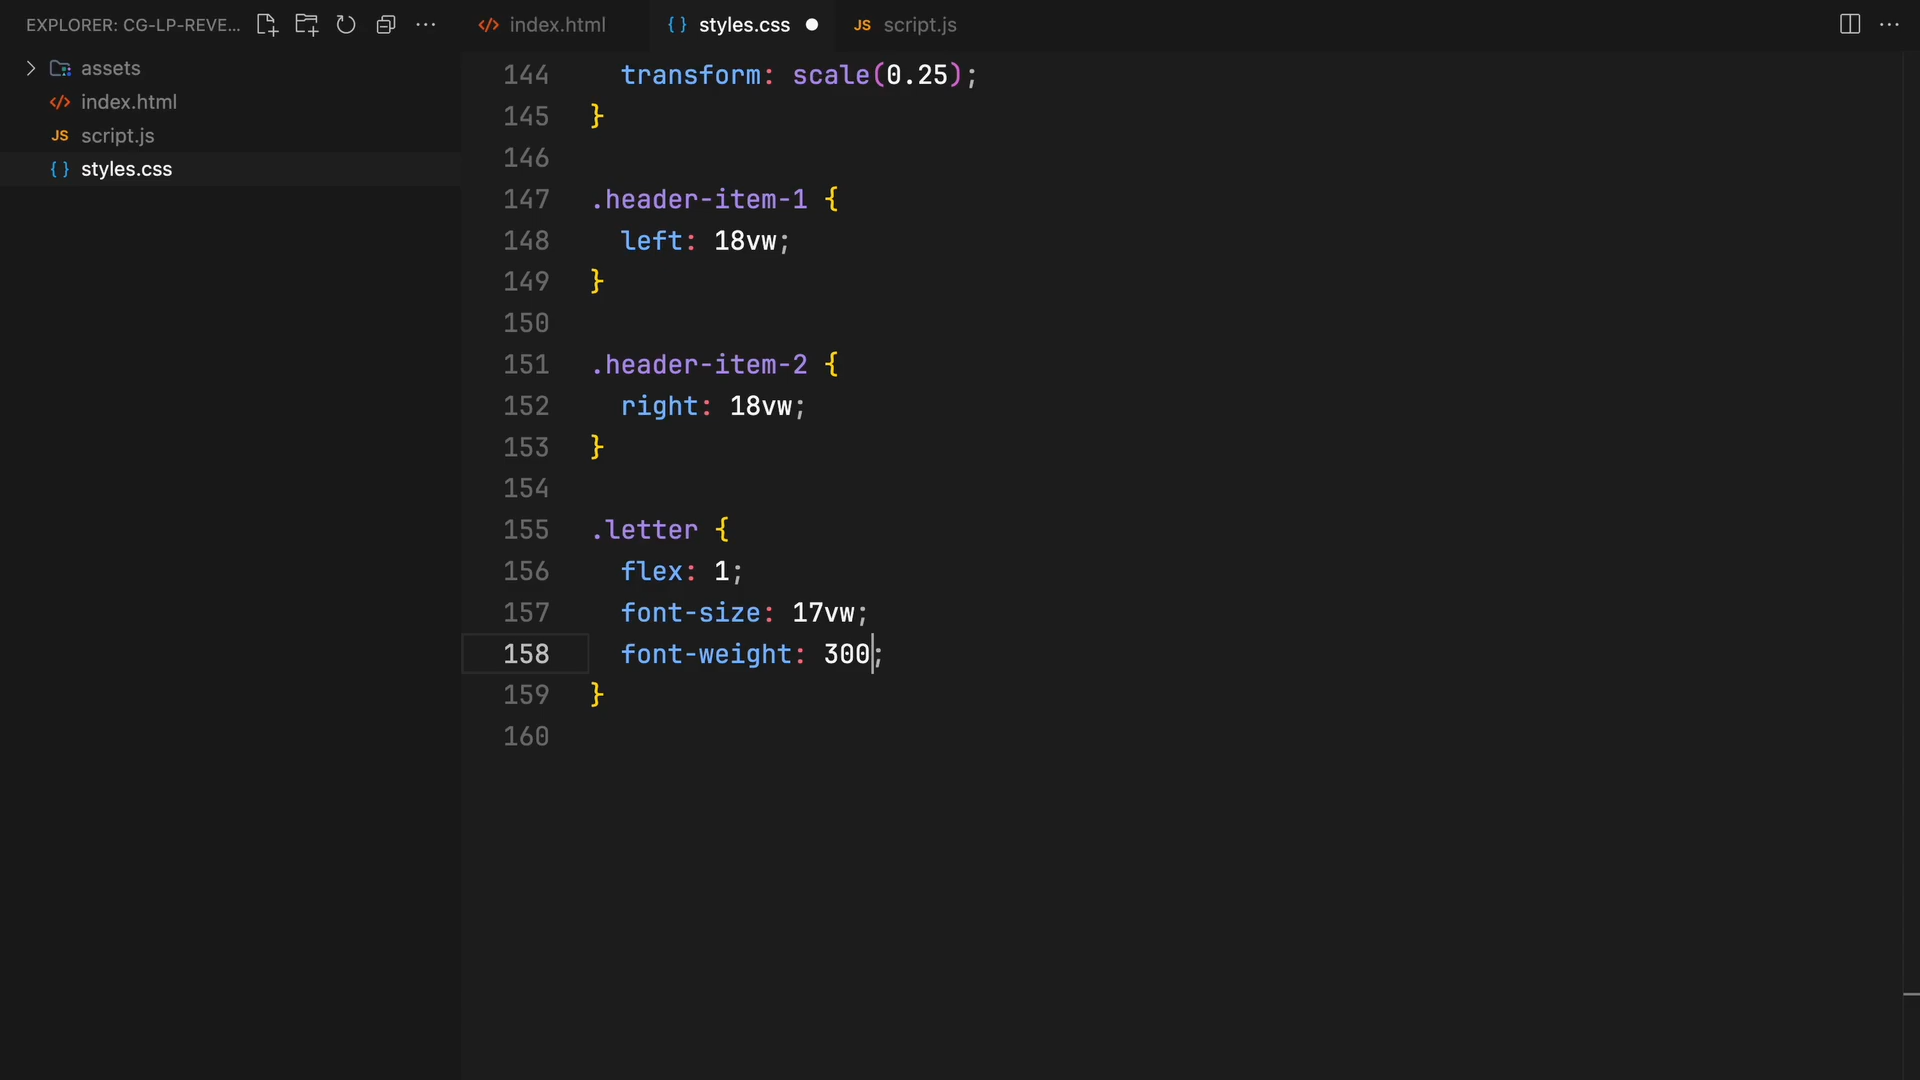 EXPLORER: CG-LP-REVE...
assets
</> index.html
JS script.js
{ } styles.css
</> index.html
{ } styles.css
JS script.js
144 transform: scale(0.25);
145 }
146
147 .header-item-1 {
148 left: 18vw;
149 }
150
151 .header-item-2 {
152 right: 18vw;
153 }
154
155 .letter {
156 flex: 1;
157 font-size: 17vw;
158 font-weight: 300;
159 }
160